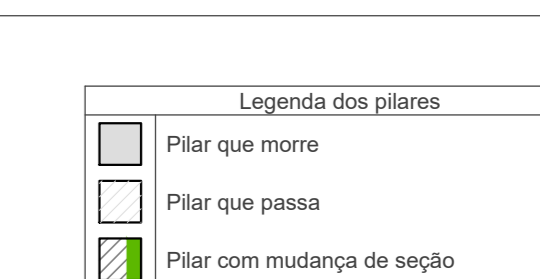 Legenda dos pilares
Pilar que morre
Pilar que passa
Pilar com mudança de seção